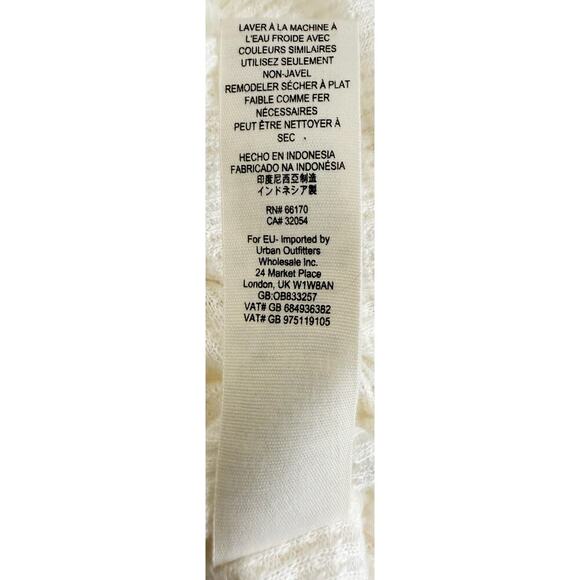 LAVER À LA MACHINE À
L'EAU FROIDE AVEC
COULEURS SIMILAIRES
UTILISEZ SEULEMENT
NON-JAVEL
REMODELER SÉCHER À PLAT
FAIBLE COMME FER
NÉCESSAIRES
PEUT ÊTRE NETTOYER À
SEC .
HECHO EN INDONESIA
FABRICADO NA INDONÉSIA
印度尼西亞制造
インドネシア製
RN# 66170
CA# 32054
For EU- imported by
Urban Outfitters
Wholesale Inc.
24 Market Place
London, UK W1W8AN
GB:OB833257
VAT# GB 684936382
VAT# GB 975119105